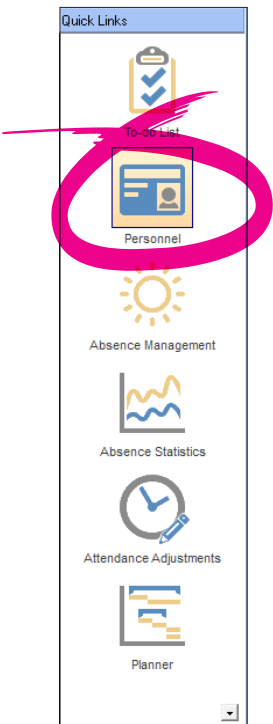 Quick Links
To-do List
Personnel
Absence Management
Absence Statistics
Attendance Adjustments
Planner